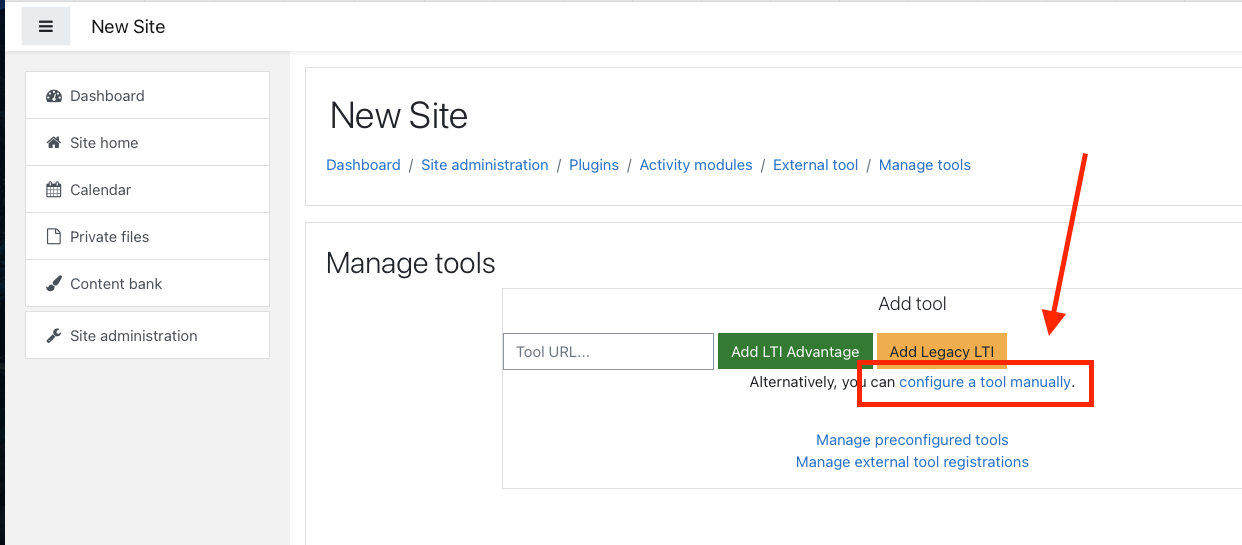 New Site
Dashboard
Site home
Calendar
Private files
Content bank
Site administration
New Site
Dashboard / Site administration / Plugins / Activity modules / External tool / Manage tools
Manage tools
Add tool
Tool URL... Add LTI Advantage Add Legacy LTI
Alternatively, you can configure a tool manually.
Manage preconfigured tools
Manage external tool registrations